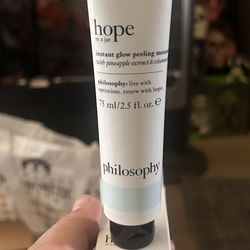 hope
in a jar
instant glow peeling mousse
with pineapple extract & vitamin
philosophy: live with
optimism. renew with hope.
75 ml/2.5 fl. oz. e
philosophy